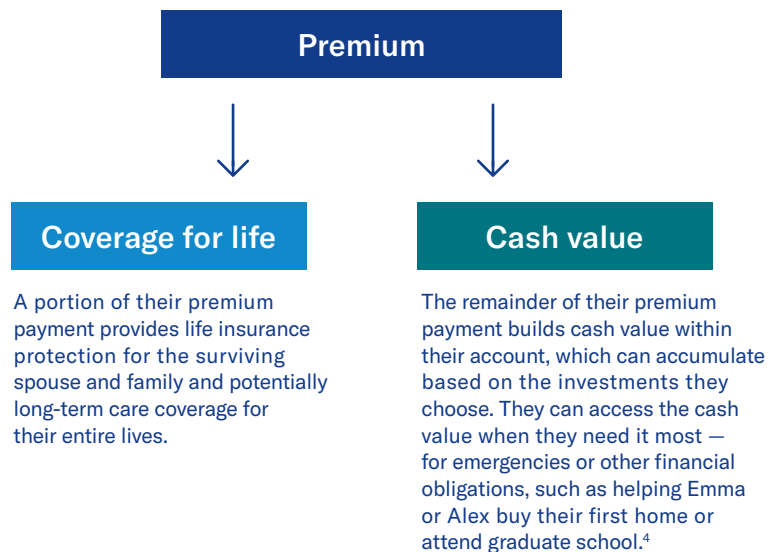 Premium
Coverage for life
A portion of their premium
payment provides life insurance
protection for the surviving
spouse and family and potentially
long-term care coverage for
their entire lives.
Cash value
The remainder of their premium
payment builds cash value within
their account, which can accumulate
based on the investments they
choose. They can access the cash
value when they need it most —
for emergencies or other financial
obligations, such as helping Emma
or Alex buy their first home or
attend graduate school.⁴